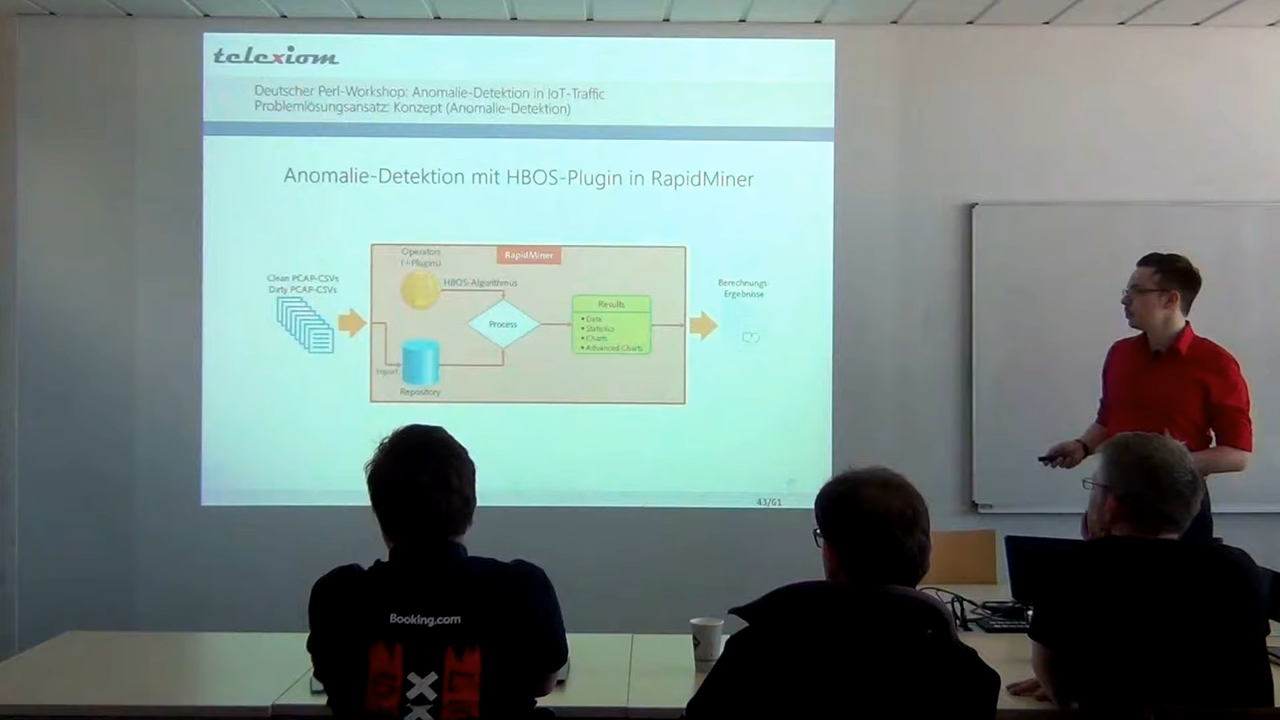 telexiom
Deutscher Perl-Workshop: Anomalie-Detektion in IoT-Traffic
Problemlösungsansatz: Konzept (Anomalie-Detektion)
Anomalie-Detektion mit HBOS-Plugin in RapidMiner
Operators
(+Plugins)
RapidMiner
Clean PCAP-CSVs
Dirty PCAP-CSVs
HBOS-Algorithmus
Berechnungs-
Ergebnisse
Process
Results
• Data
• Statistics
• Charts
• Advanced Charts
Import
Repository
43/61
Booking.com